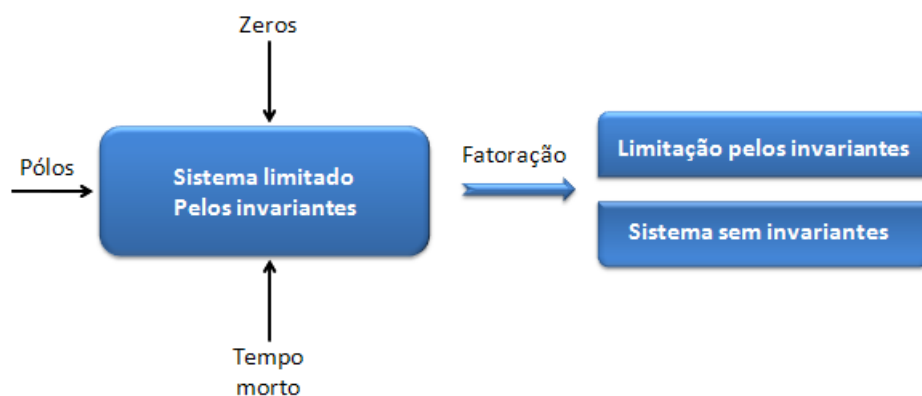 Zeros
Pólos
Sistema limitado
Pelos invariantes
Tempo
morto
Fatoração
Limitação pelos invariantes
Sistema sem invariantes